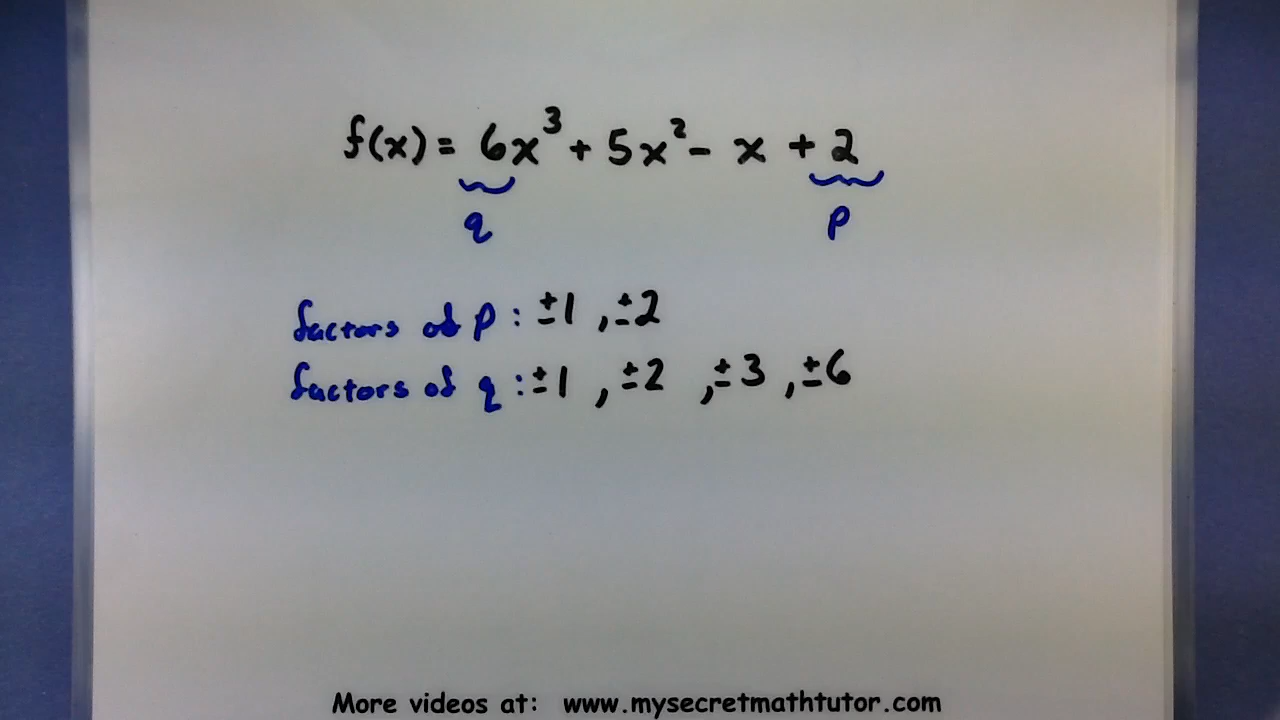 f(x) = 6x³ + 5x² - x + 2
q p
factors of p : ±1 , ±2
factors of q : ±1 , ±2 , ±3 , ±6
More videos at: www.mysecretmathtutor.com